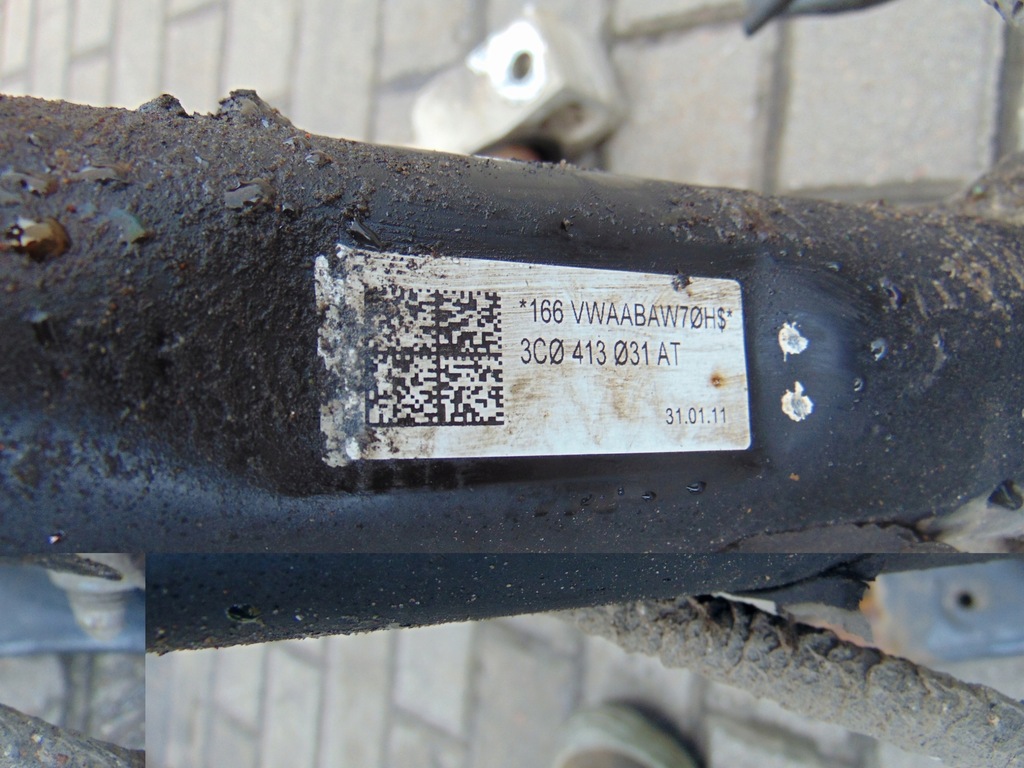 *166 VWAABAW7ØH$*
3CØ 413 Ø31 AT
31.01.11